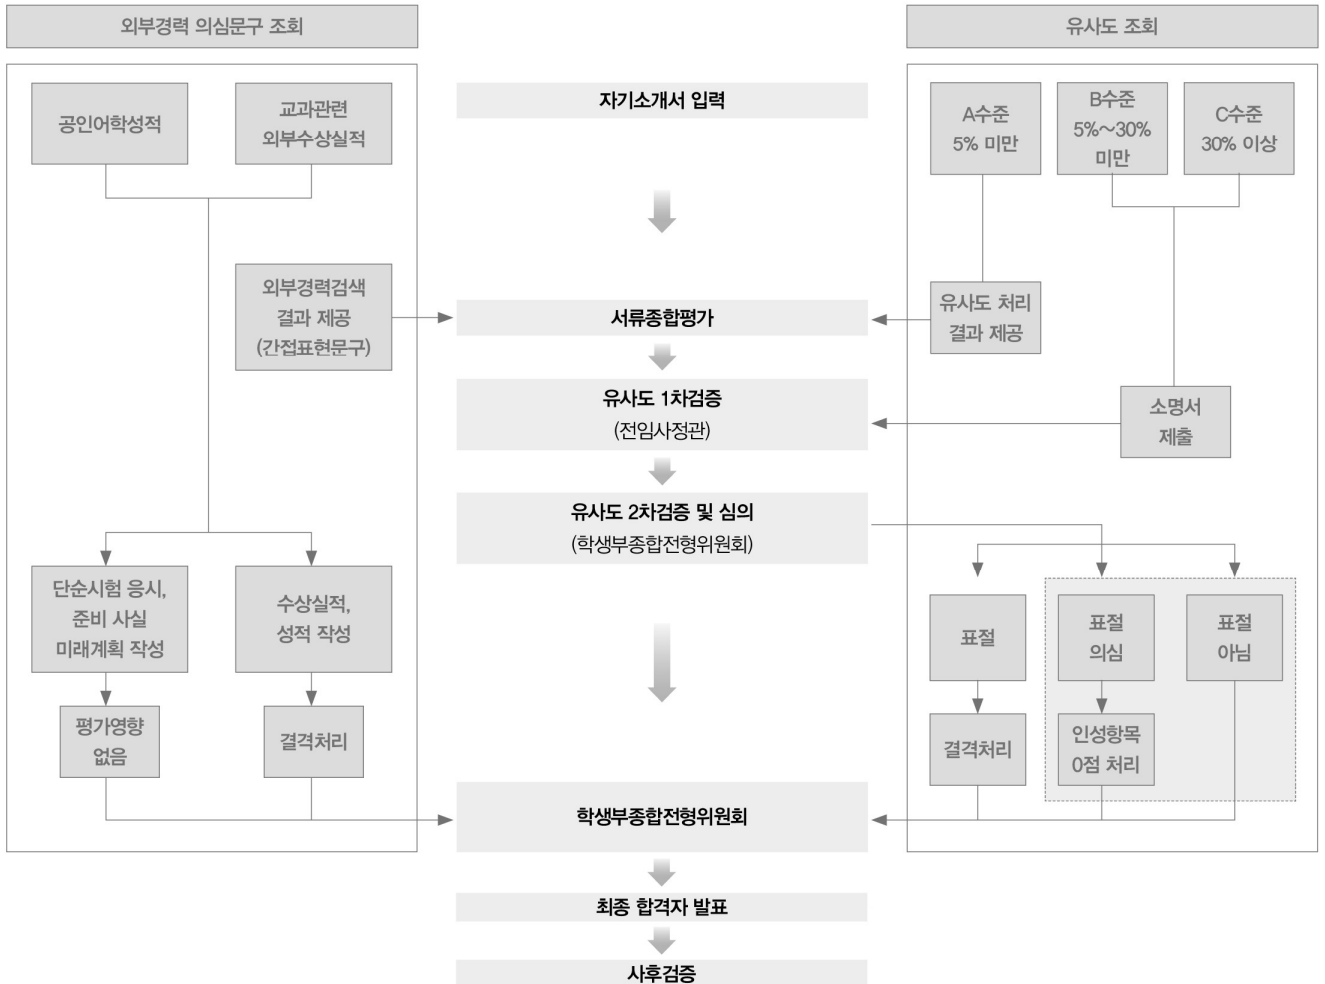 외부경력 의심문구 조회
공인어학성적
교과관련
외부수상실적
외부경력검색
결과 제공
(간접표현문구)
단순시험 응시,
준비 사실
미래계획 작성
수상실적,
성적 작성
평가영향
없음
결격처리
자기소개서 입력
서류종합평가
유사도 1차검증
(전임사정관)
유사도 2차검증 및 심의
(학생부종합전형위원회)
학생부종합전형위원회
최종 합격자 발표
사후검증
유사도 조회
A수준
5% 미만
B수준
5%~30%
미만
C수준
30% 이상
유사도 처리
결과 제공
소명서
제출
표절
표절
의심
표절
아님
결격처리
인성항목
0점 처리